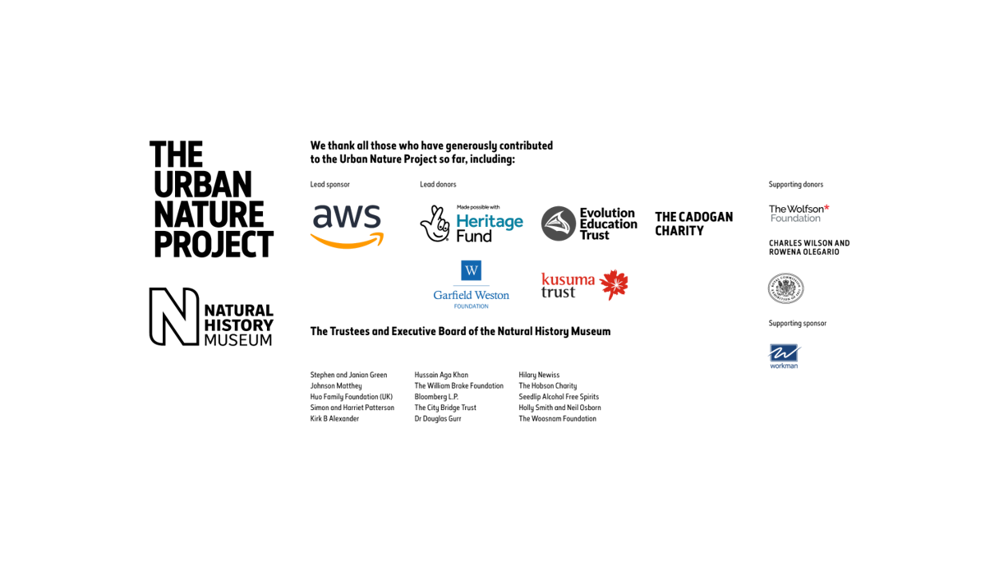 THE
URBAN
NATURE
PROJECT
N
NATURAL
HISTORY
MUSEUM
We thank all those who have generously contributed
to the Urban Nature Project so far, including:
Lead sponsor
aws
Lead donors
Made possible with
Heritage
Fund
Evolution
Education
Trust
THE CADOGAN
CHARITY
W
Garfield Weston
FOUNDATION
kusuma
trust
The Trustees and Executive Board of the Natural History Museum
Stephen and Janian Green
Johnson Matthey
Huo Family Foundation (UK)
Simon and Harriet Patterson
Kirk B Alexander
Hussain Aga Khan
The William Brake Foundation
Bloomberg L.P.
The City Bridge Trust
Dr Douglas Gurr
Hilary Newiss
The Hobson Charity
Seedlip Alcohol Free Spirits
Holly Smith and Neil Osborn
The Woosnam Foundation
Supporting donors
The Wolfson*
Foundation
CHARLES WILSON AND
ROWENA OLEGARIO
ROYAL COMMISSION
EXHIBITION OF 1851
Supporting sponsor
workman